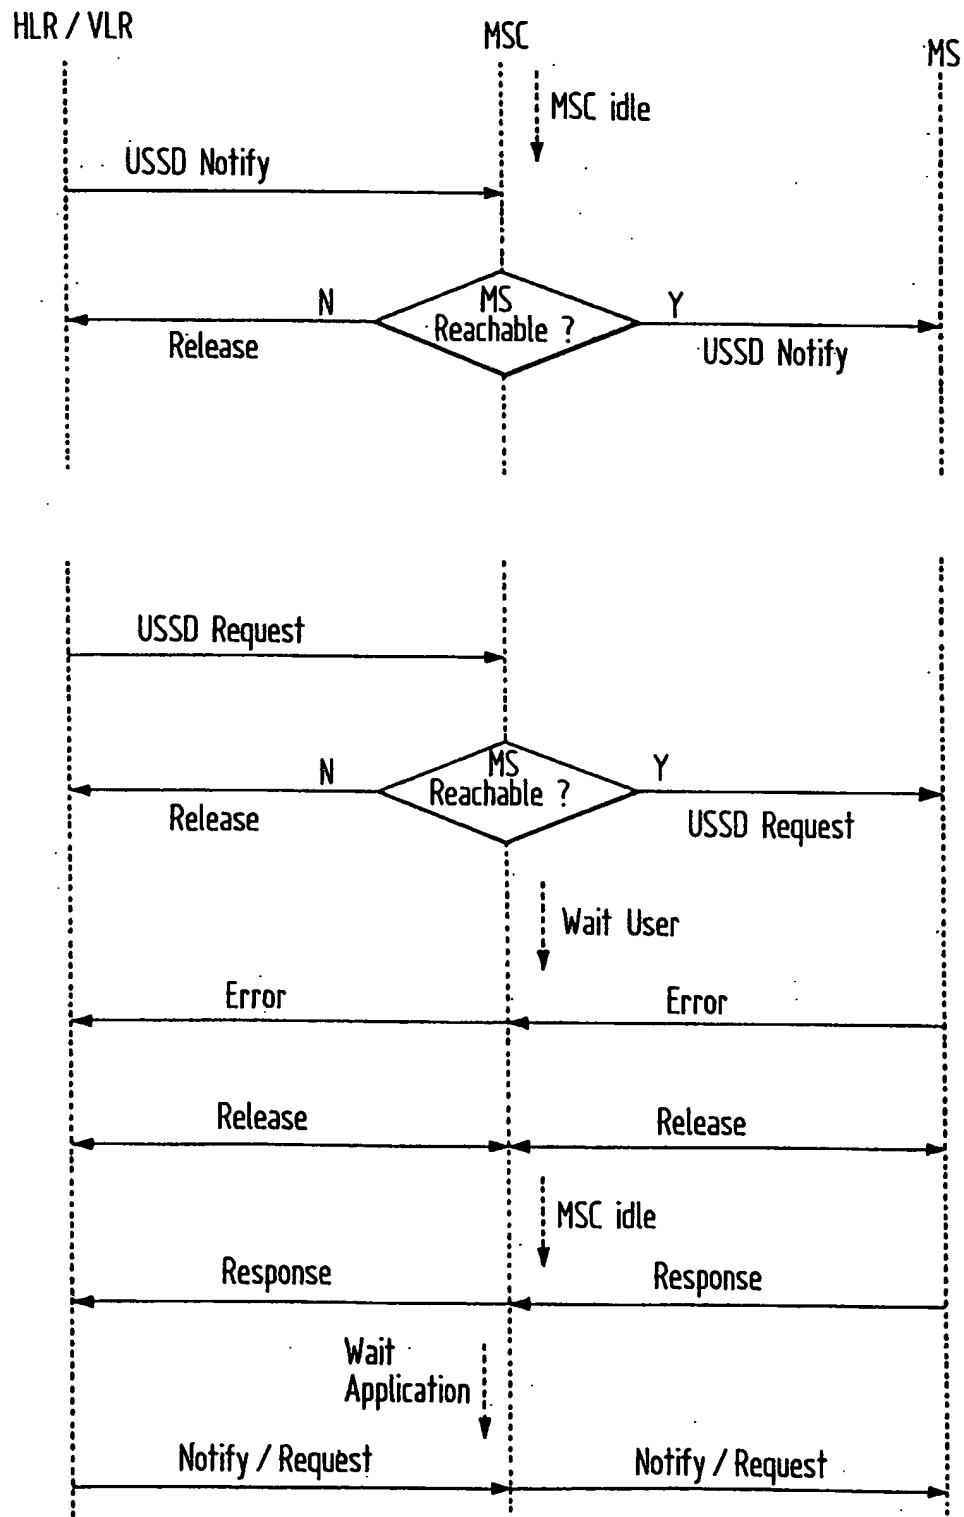 HLR / VLR
MSC
MS
MSC idle
USSD Notify
N
MS
Reachable ?
Y
Release
USSD Notify
USSD Request
N
MS
Reachable ?
Y
Release
USSD Request
Wait User
Error
Error
Release
Release
MSC idle
Response
Response
Wait
Application
Notify / Request
Notify / Request